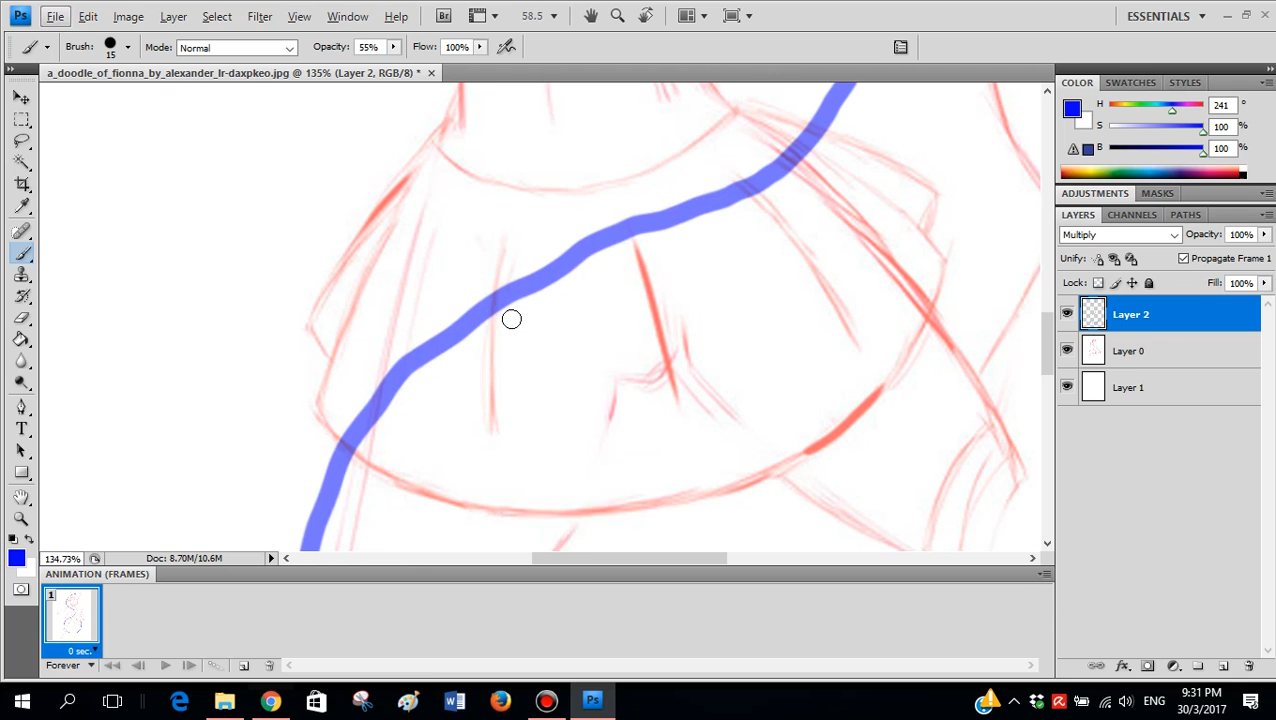 Ps File Edit Image Layer Select Filter View Window Help Br 58.5 ESSENTIALS
Brush: 15 Mode: Normal Opacity: 55% Flow: 100%
a_doodle_of_fionna_by_alexander_lr-daxpkeo.jpg @ 135% (Layer 2, RGB/8) *
COLOR SWATCHES STYLES
H 241 °
S 100 %
B 100 %
ADJUSTMENTS MASKS
LAYERS CHANNELS PATHS
Multiply Opacity: 100%
Unify: Propagate Frame 1
Lock: Fill: 100%
Layer 2
Layer 0
Layer 1
T
134.73% Doc: 8.70M/10.6M
ANIMATION (FRAMES)
1
0 sec.
Forever
W Ps ENG 9:31 PM
30/3/2017